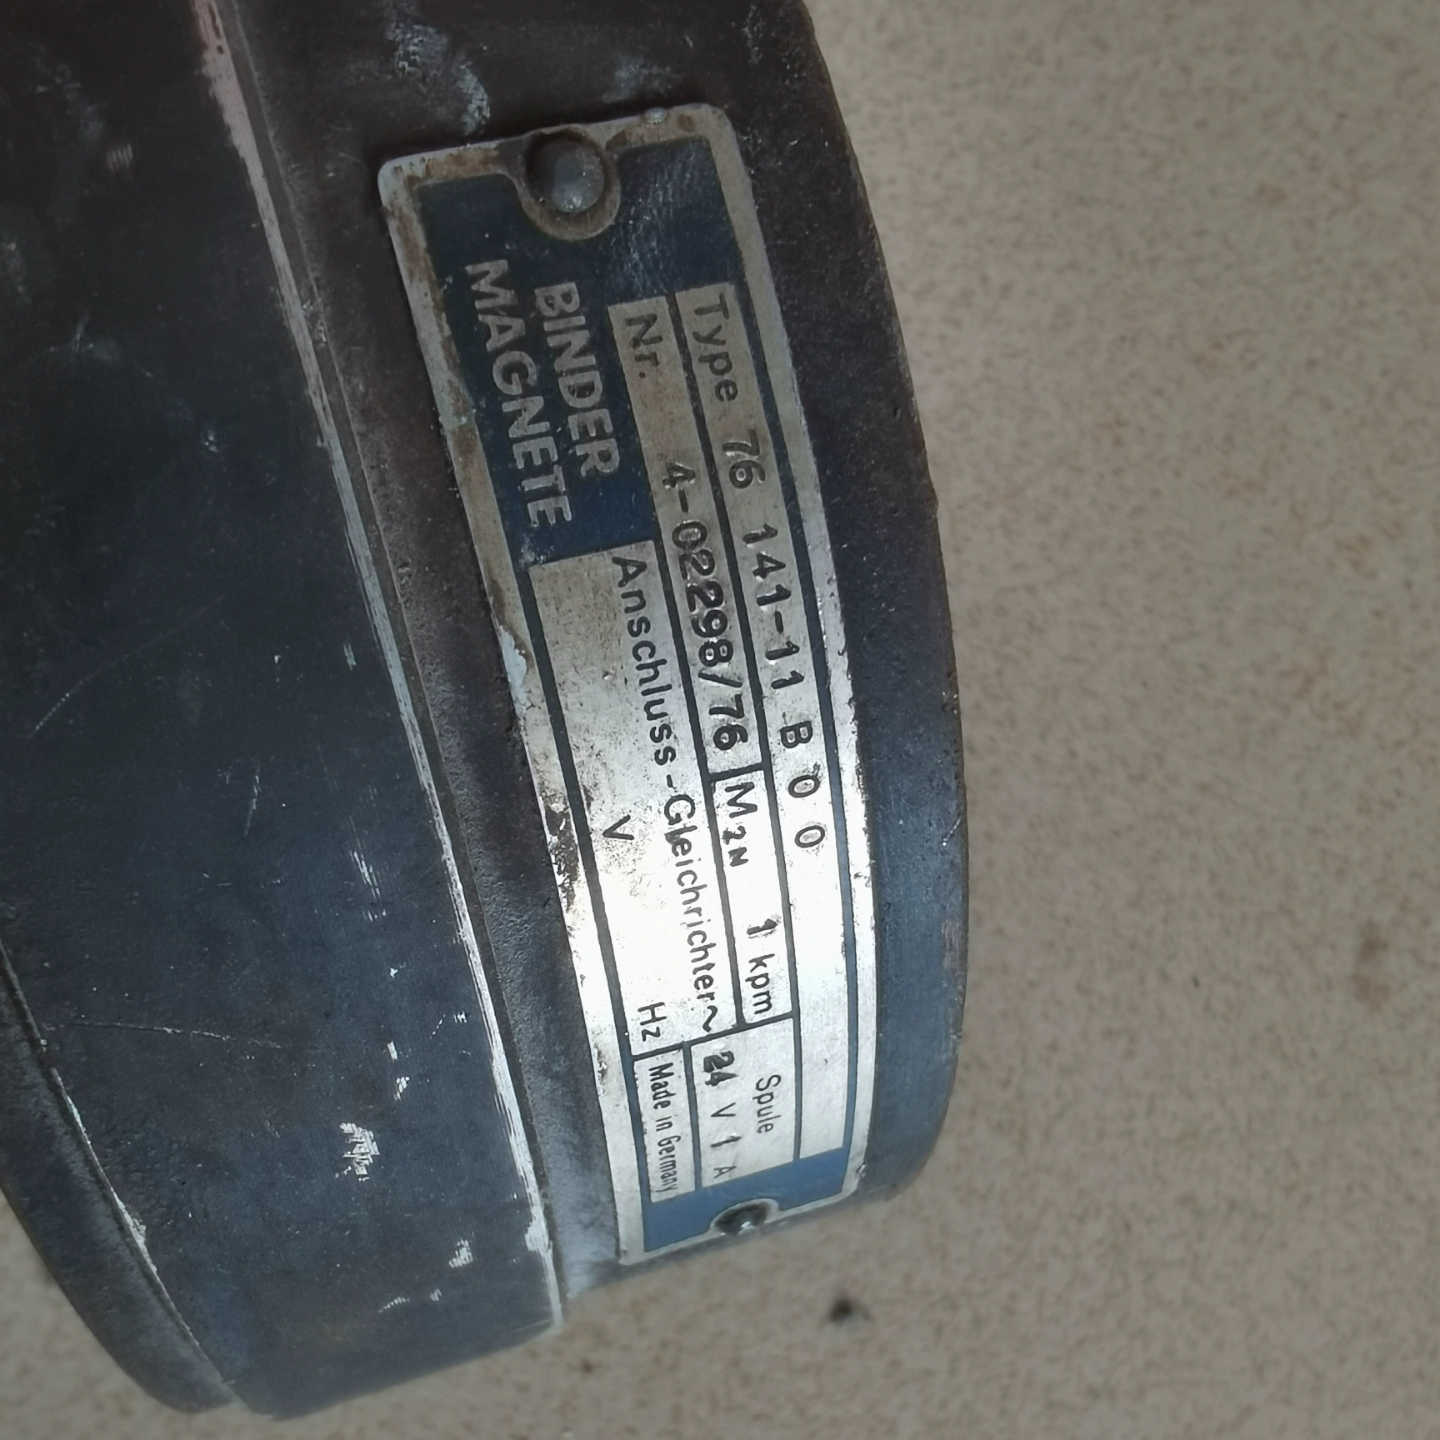 BINDER
MAGNETE
Type 76 141-11 B 0 0
Nr. 4-02298/76 M2N 1 kpm
Spule
Anschluss-Gleichrichter~ 24 V 1 A
V Hz
Made in Germany